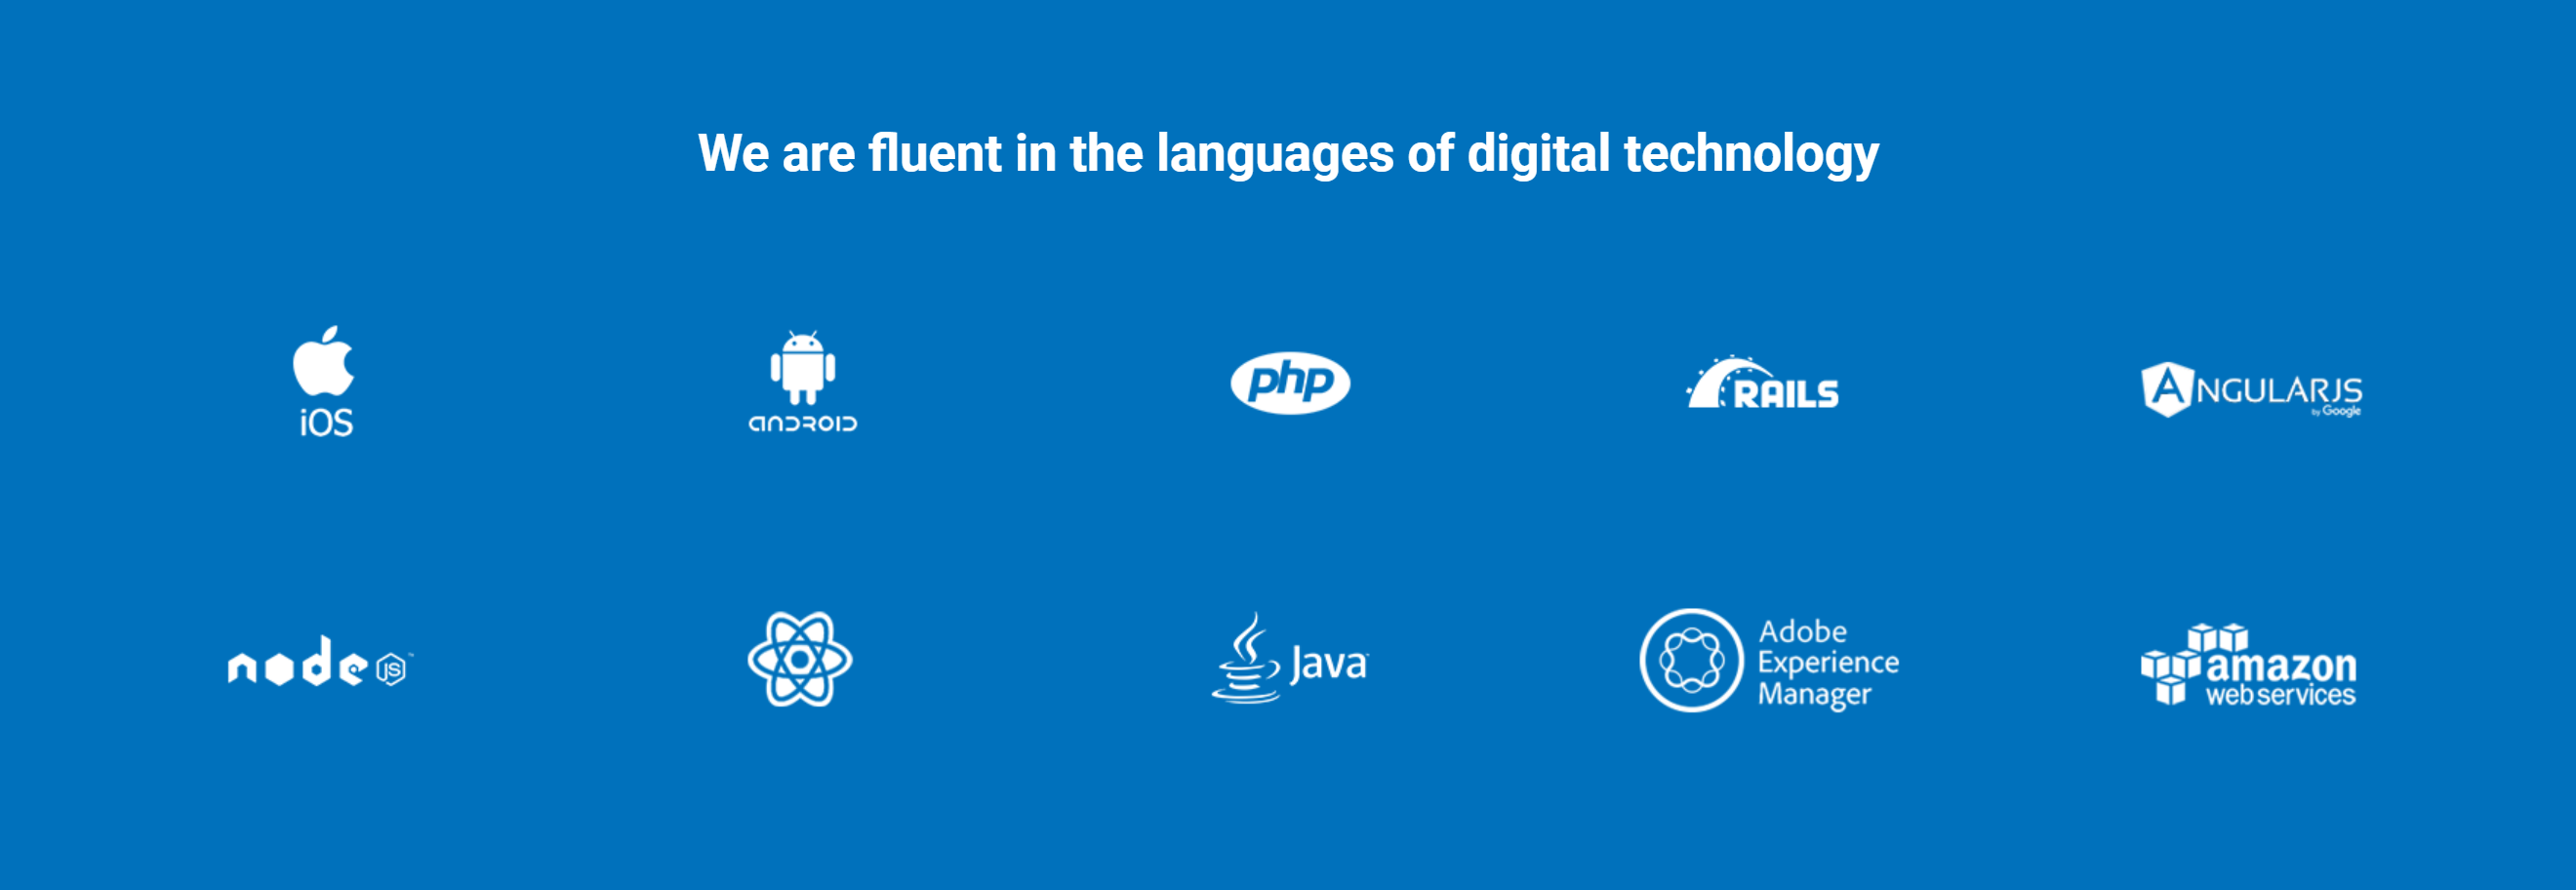 We are fluent in the languages of digital technology
iOS
ANDROID
php
RAILS
ANGULARJS
by Google
node JS™
Java
Adobe
Experience
Manager
amazon
web services